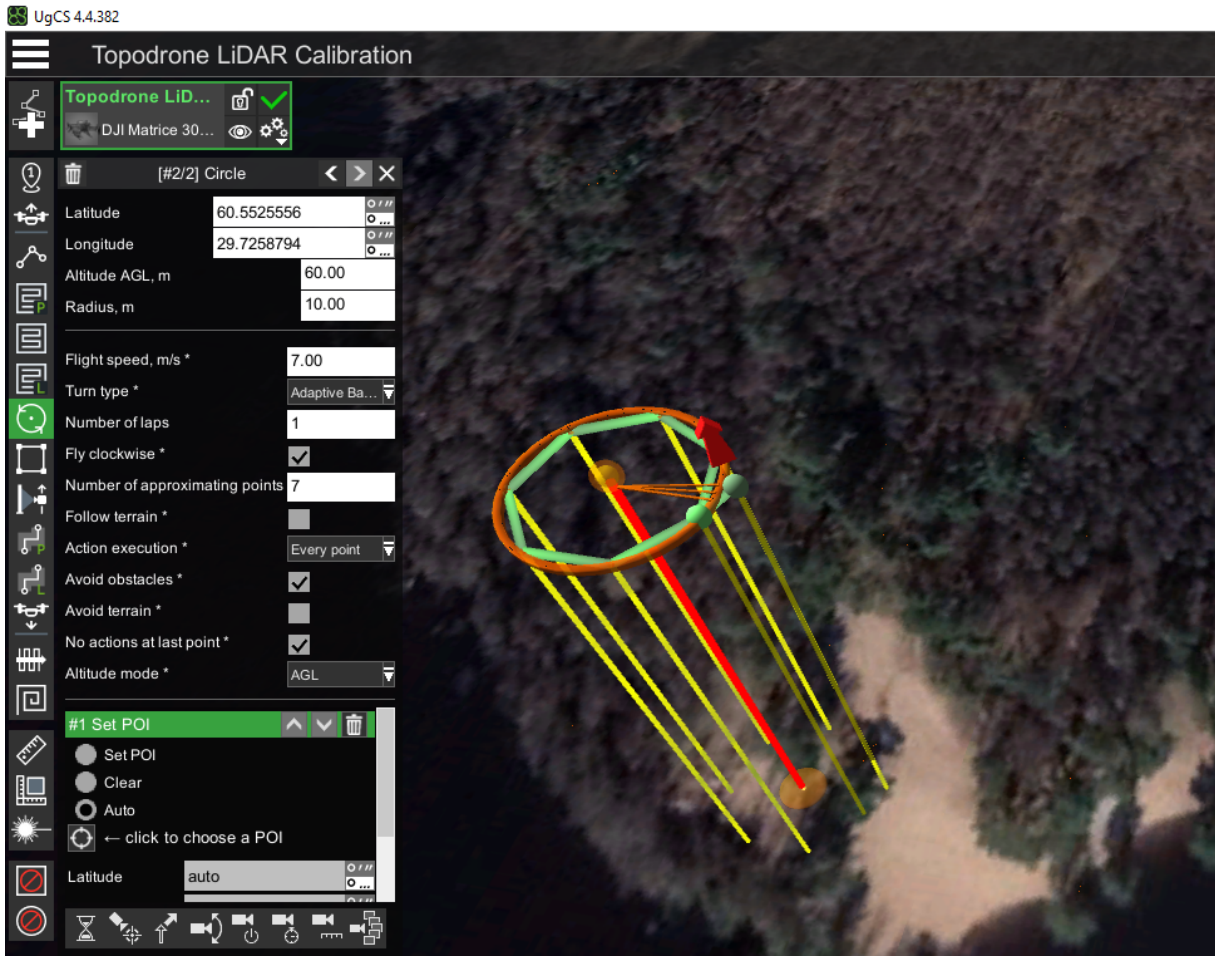 UgCS 4.4.382
Topodrone LiDAR Calibration
Topodrone LiD...
DJI Matrice 30...
[#2/2] Circle
Latitude 60.5525556
Longitude 29.7258794
Altitude AGL, m 60.00
Radius, m 10.00
Flight speed, m/s * 7.00
Turn type * Adaptive Ba...
Number of laps 1
Fly clockwise *
Number of approximating points 7
Follow terrain *
Action execution * Every point
Avoid obstacles *
Avoid terrain *
No actions at last point *
Altitude mode * AGL
#1 Set POI
Set POI
Clear
Auto
← click to choose a POI
Latitude auto